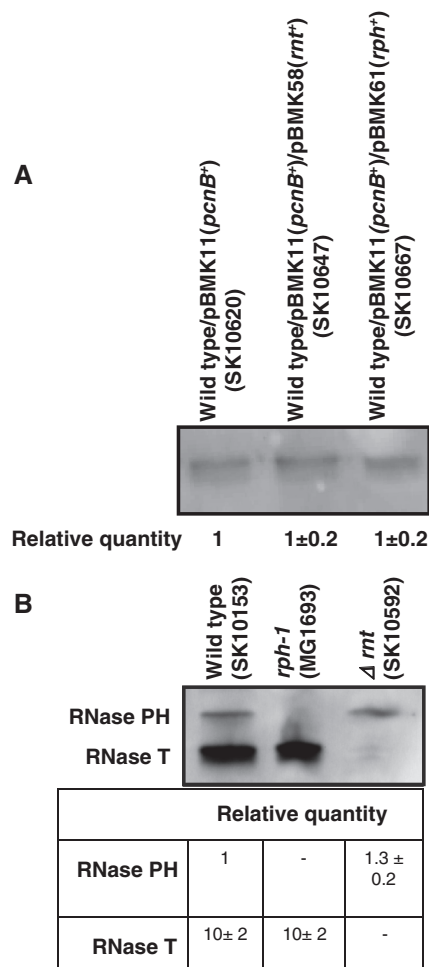 A
Wild type/pBMK11(pcnB+)
(SK10620)
Wild type/pBMK11(pcnB+)/pBMK58(rnt+)
(SK10647)
Wild type/pBMK11(pcnB+)/pBMK61(rph+)
(SK10667)
Relative quantity 1 1±0.2 1±0.2
B
Wild type
(SK10153)
rph-1
(MG1693)
Δ rnt
(SK10592)
RNase PH
RNase T
Relative quantity
RNase PH 1 - 1.3 ±
0.2
RNase T 10± 2 10± 2 -